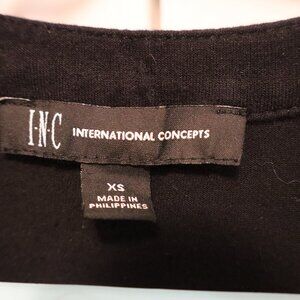 I·N·C INTERNATIONAL CONCEPTS
XS
MADE IN
PHILIPPINES